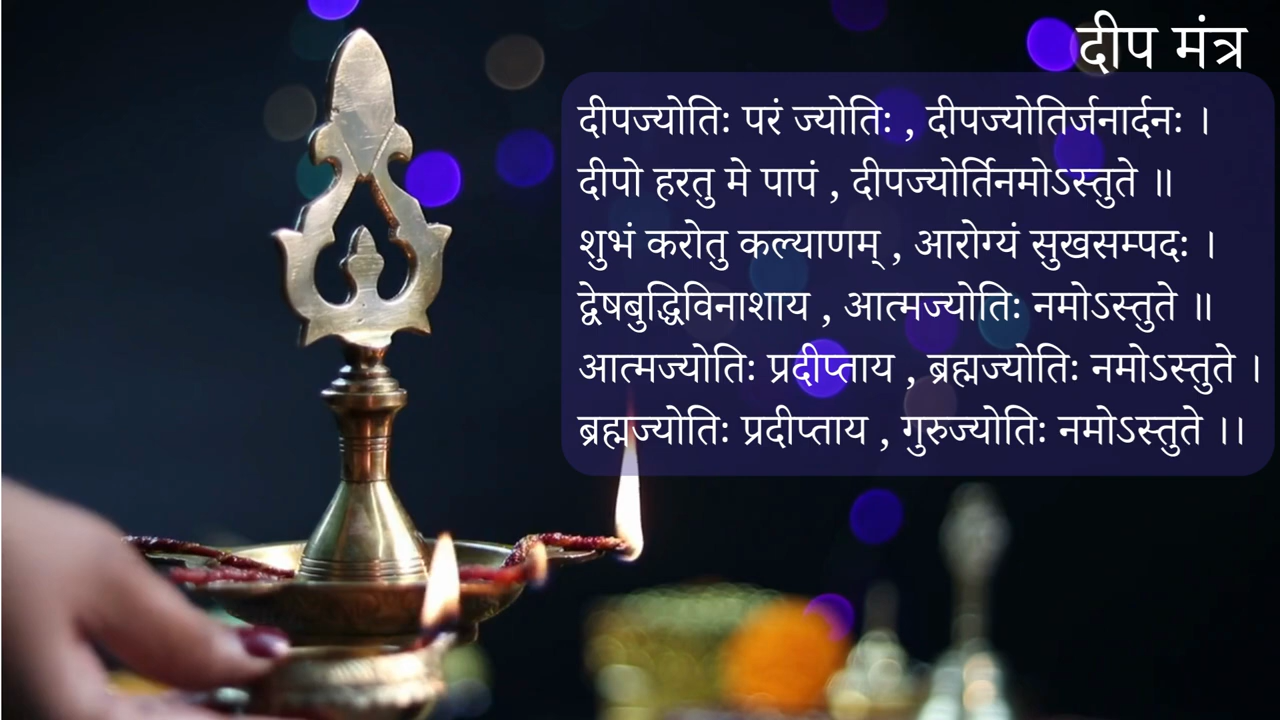 दीप मंत्र
दीपज्योतिः परं ज्योतिः , दीपज्योतिर्जनार्दनः ।
दीपो हरतु मे पापं , दीपज्योर्तिनमोऽस्तुते ॥
शुभं करोतु कल्याणम् , आरोग्यं सुखसम्पदः ।
द्वेषबुद्धिविनाशाय , आत्मज्योतिः नमोऽस्तुते ॥
आत्मज्योतिः प्रदीप्ताय , ब्रह्मज्योतिः नमोऽस्तुते ।
ब्रह्मज्योतिः प्रदीप्ताय , गुरुज्योतिः नमोऽस्तुते ।।